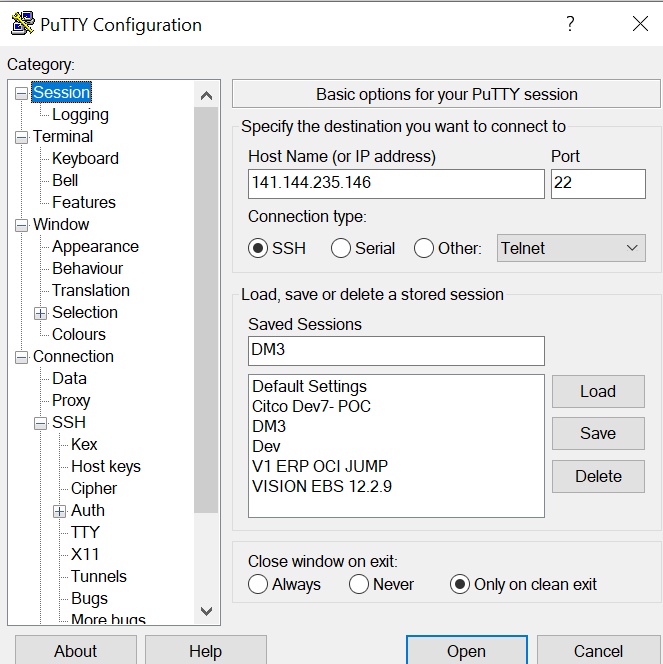 PuTTY Configuration
?
Category:
Session
Logging
Terminal
Keyboard
Bell
Features
Window
Appearance
Behaviour
Translation
Selection
Colours
Connection
Data
Proxy
SSH
Kex
Host keys
Cipher
Auth
TTY
X11
Tunnels
Bugs
More bugs
Basic options for your PuTTY session
Specify the destination you want to connect to
Host Name (or IP address) Port
141.144.235.146 22
Connection type:
SSH Serial Other: Telnet
Load, save or delete a stored session
Saved Sessions
DM3
Default Settings
Citco Dev7- POC
DM3
Dev
V1 ERP OCI JUMP
VISION EBS 12.2.9
Load
Save
Delete
Close window on exit:
Always Never Only on clean exit
About Help Open Cancel